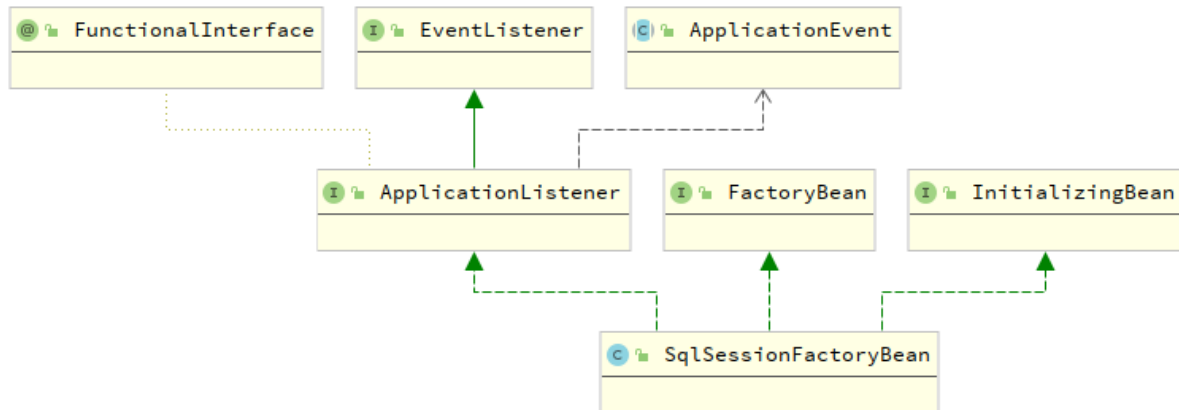 @ FunctionalInterface
I EventListener
C ApplicationEvent
I ApplicationListener
I FactoryBean
I InitializingBean
C SqlSessionFactoryBean